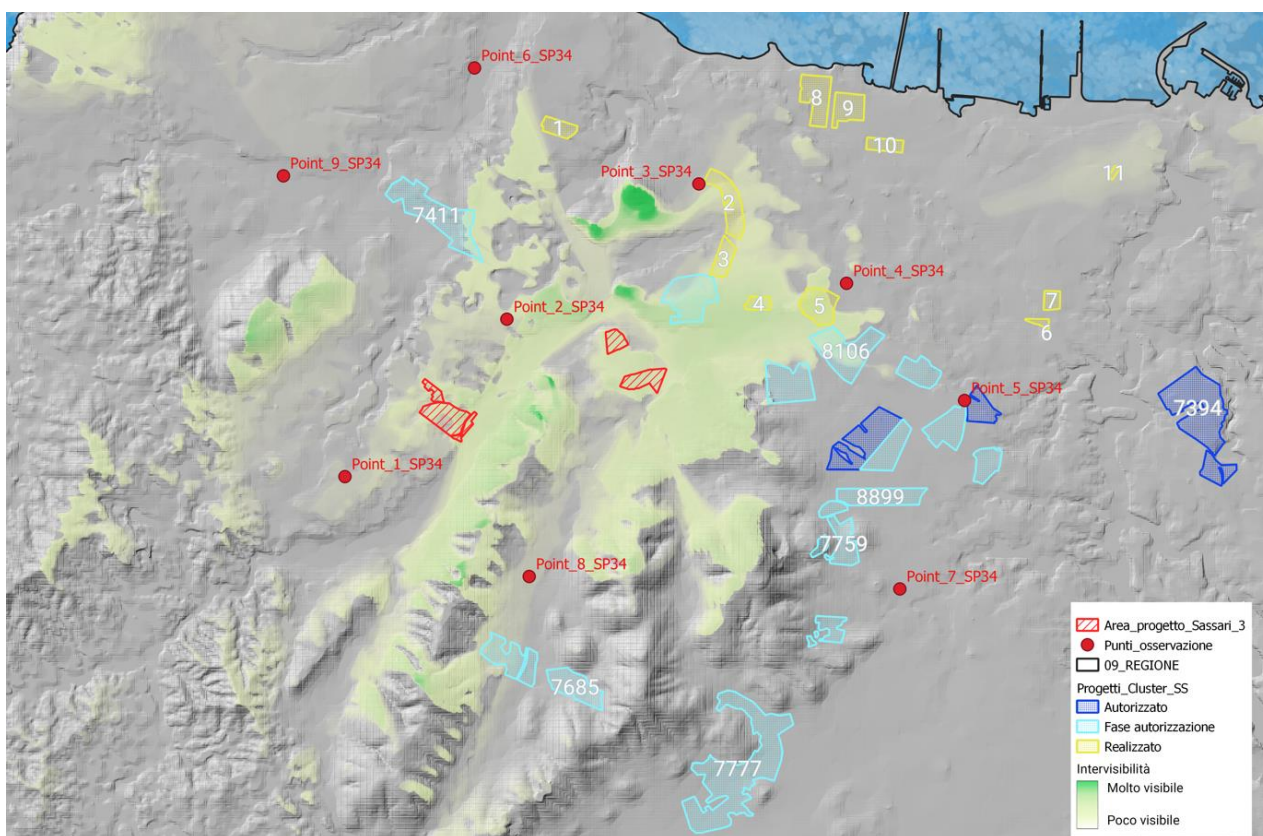 Point_6_SP34
8
9
1
10
Point_9_SP34
Point_3_SP34
11
7411
2
3
Point_4_SP34
4
5
7
6
Point_2_SP34
8106
Point_5_SP34
7394
Point_1_SP34
8899
7759
Point_8_SP34
Point_7_SP34
7685
7777
Area_progetto_Sassari_3
Punti_osservazione
09_REGIONE
Progetti_Cluster_SS
Autorizzato
Fase autorizzazione
Realizzato
Intervisibilità
Molto visibile
Poco visibile